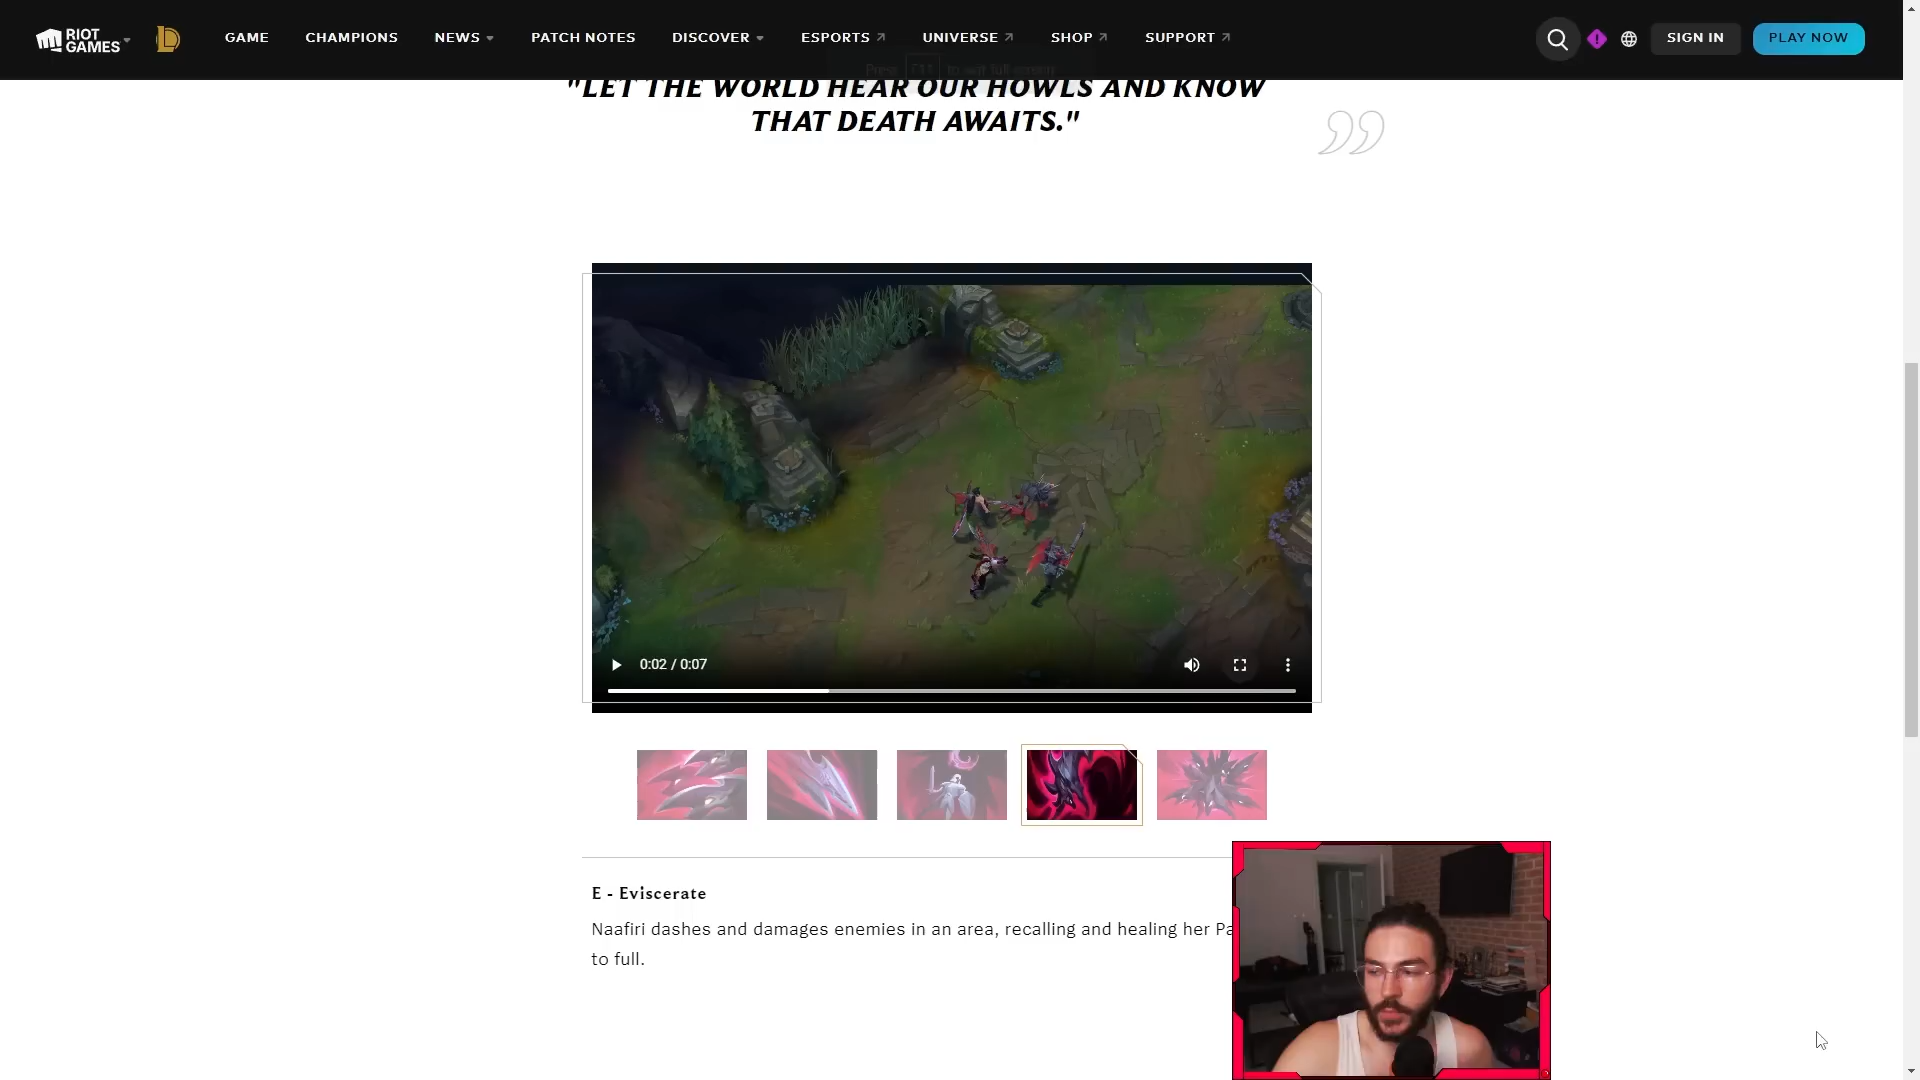 RIOT GAMES
GAME
CHAMPIONS
NEWS
PATCH NOTES
DISCOVER
ESPORTS
UNIVERSE
SHOP
SUPPORT
SIGN IN
PLAY NOW
"LET THE WORLD HEAR OUR HOWLS AND KNOW
THAT DEATH AWAITS."
0:02 / 0:07
E - Eviscerate
Naafiri dashes and damages enemies in an area, recalling and healing her
to full.